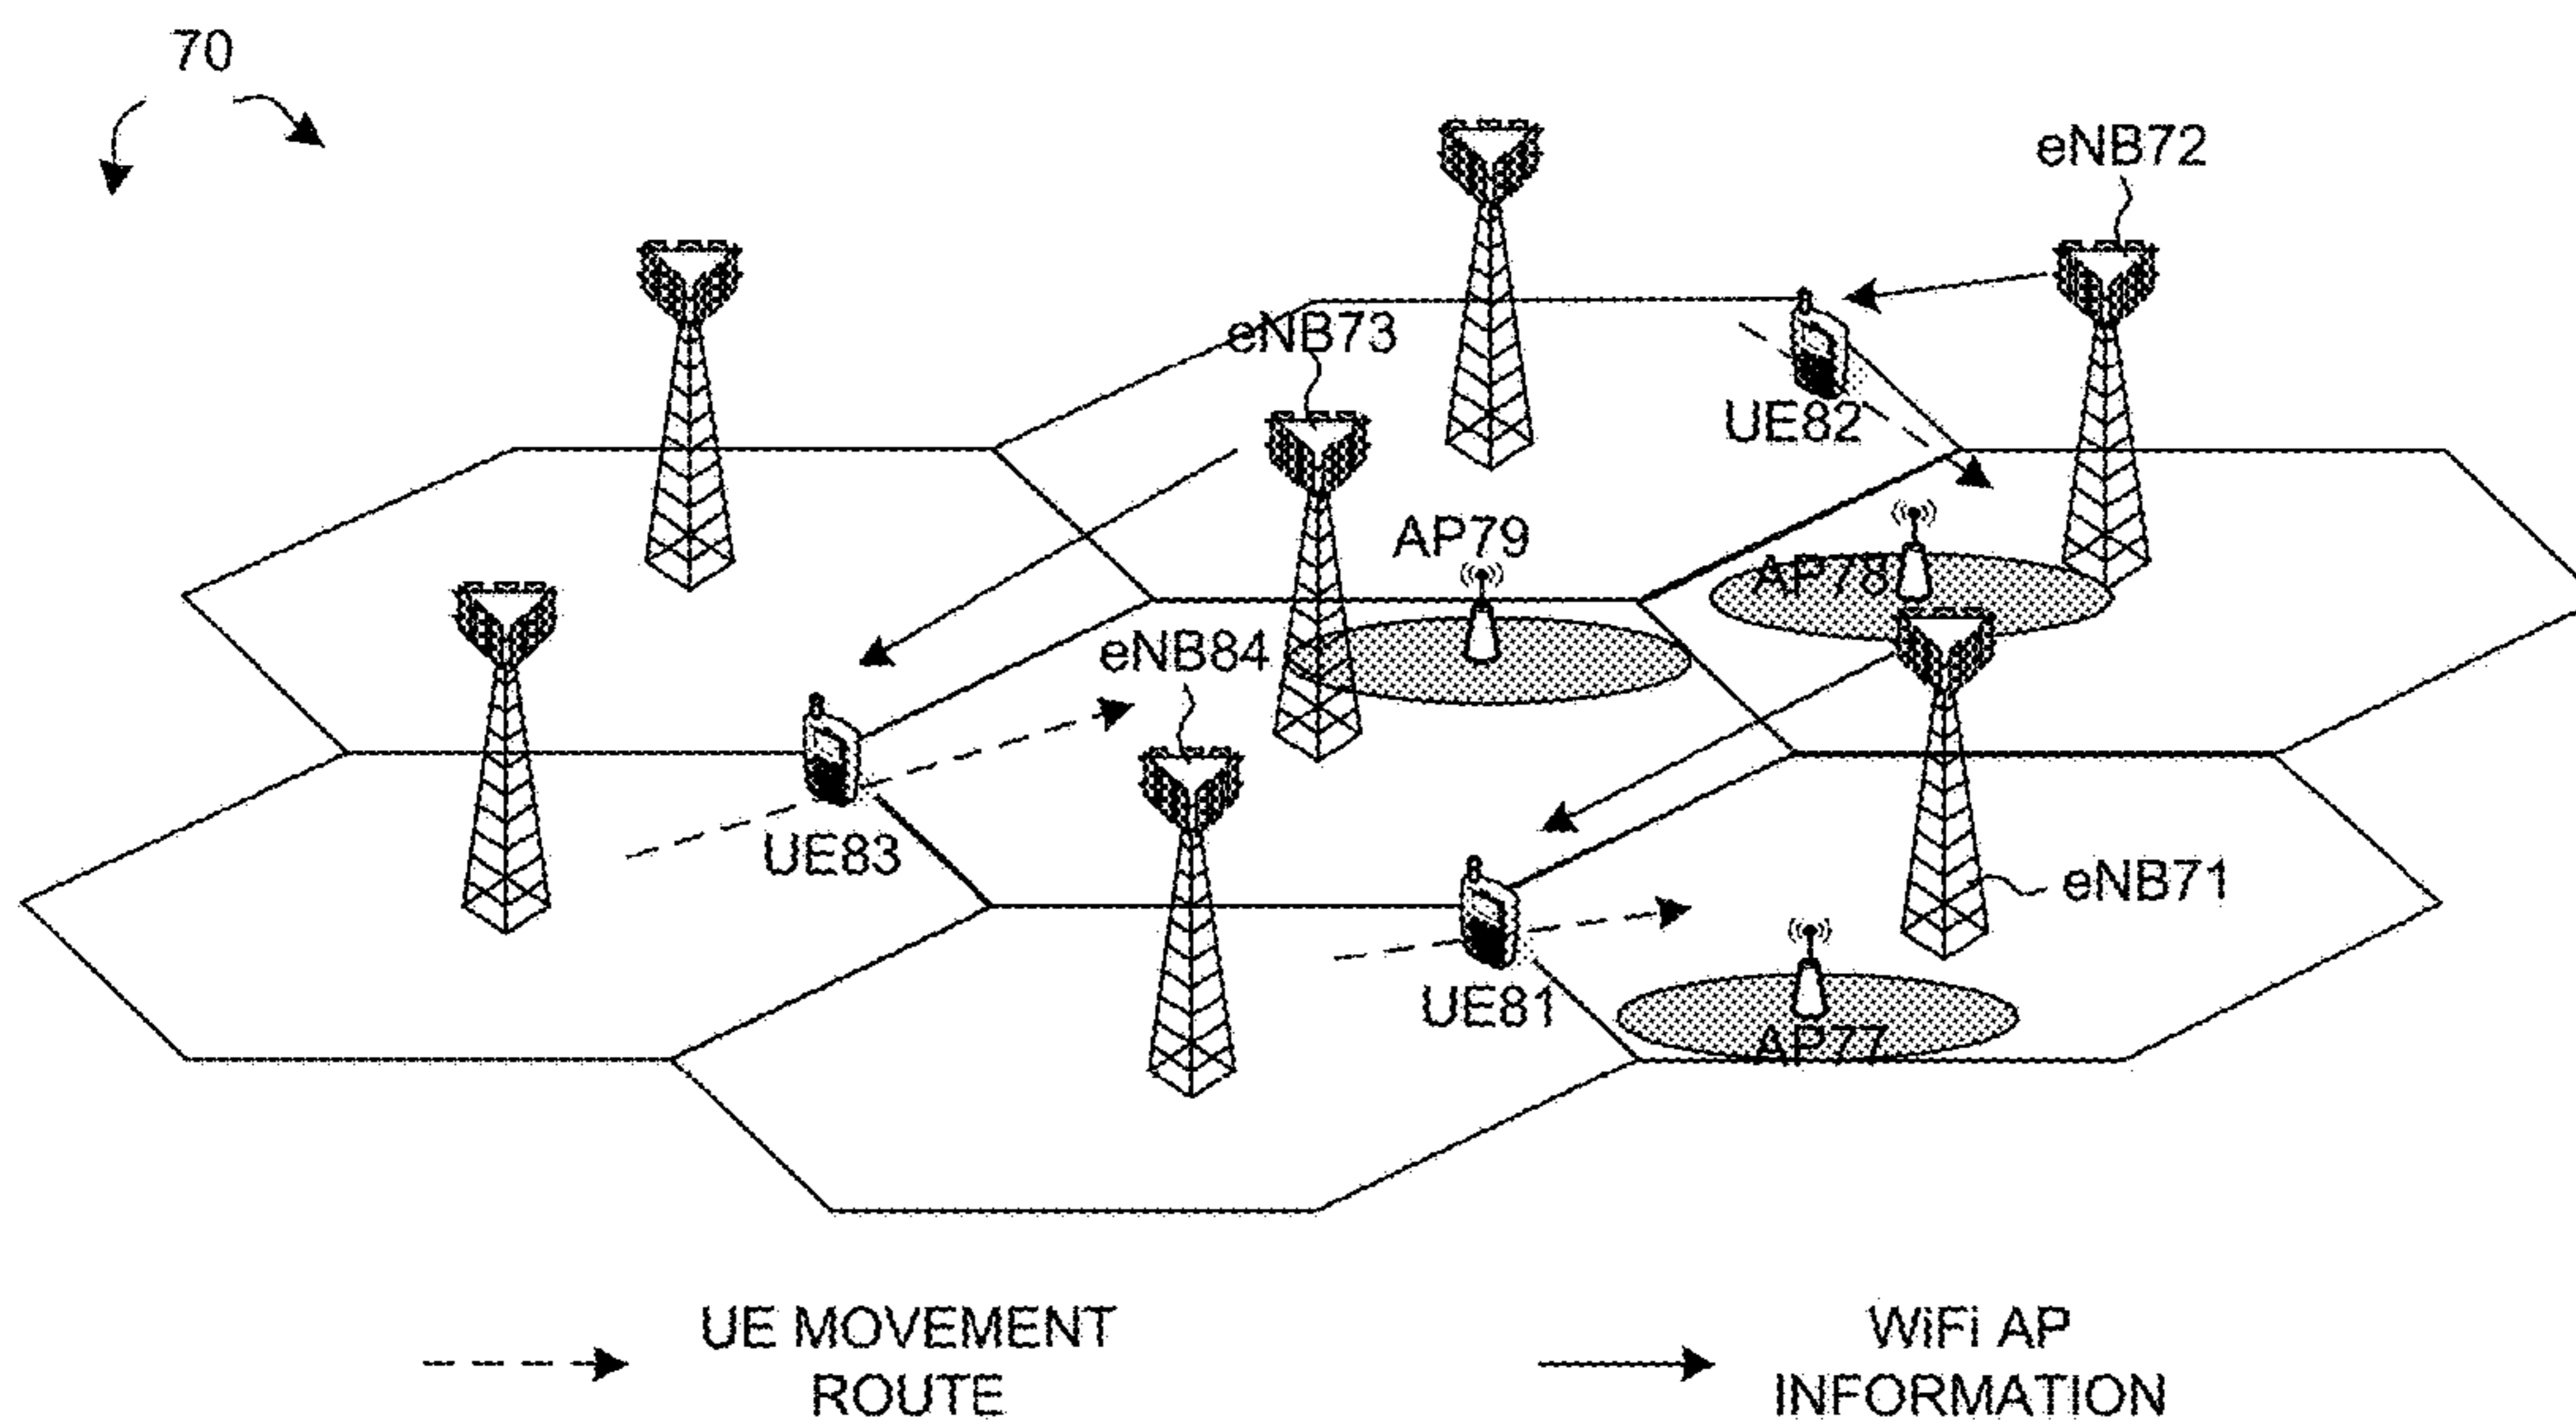 70
eNB72
eNB73
UE82
AP79
AP78
eNB84
UE83
eNB71
UE81
AP77
UE MOVEMENT
ROUTE
WiFi AP
INFORMATION